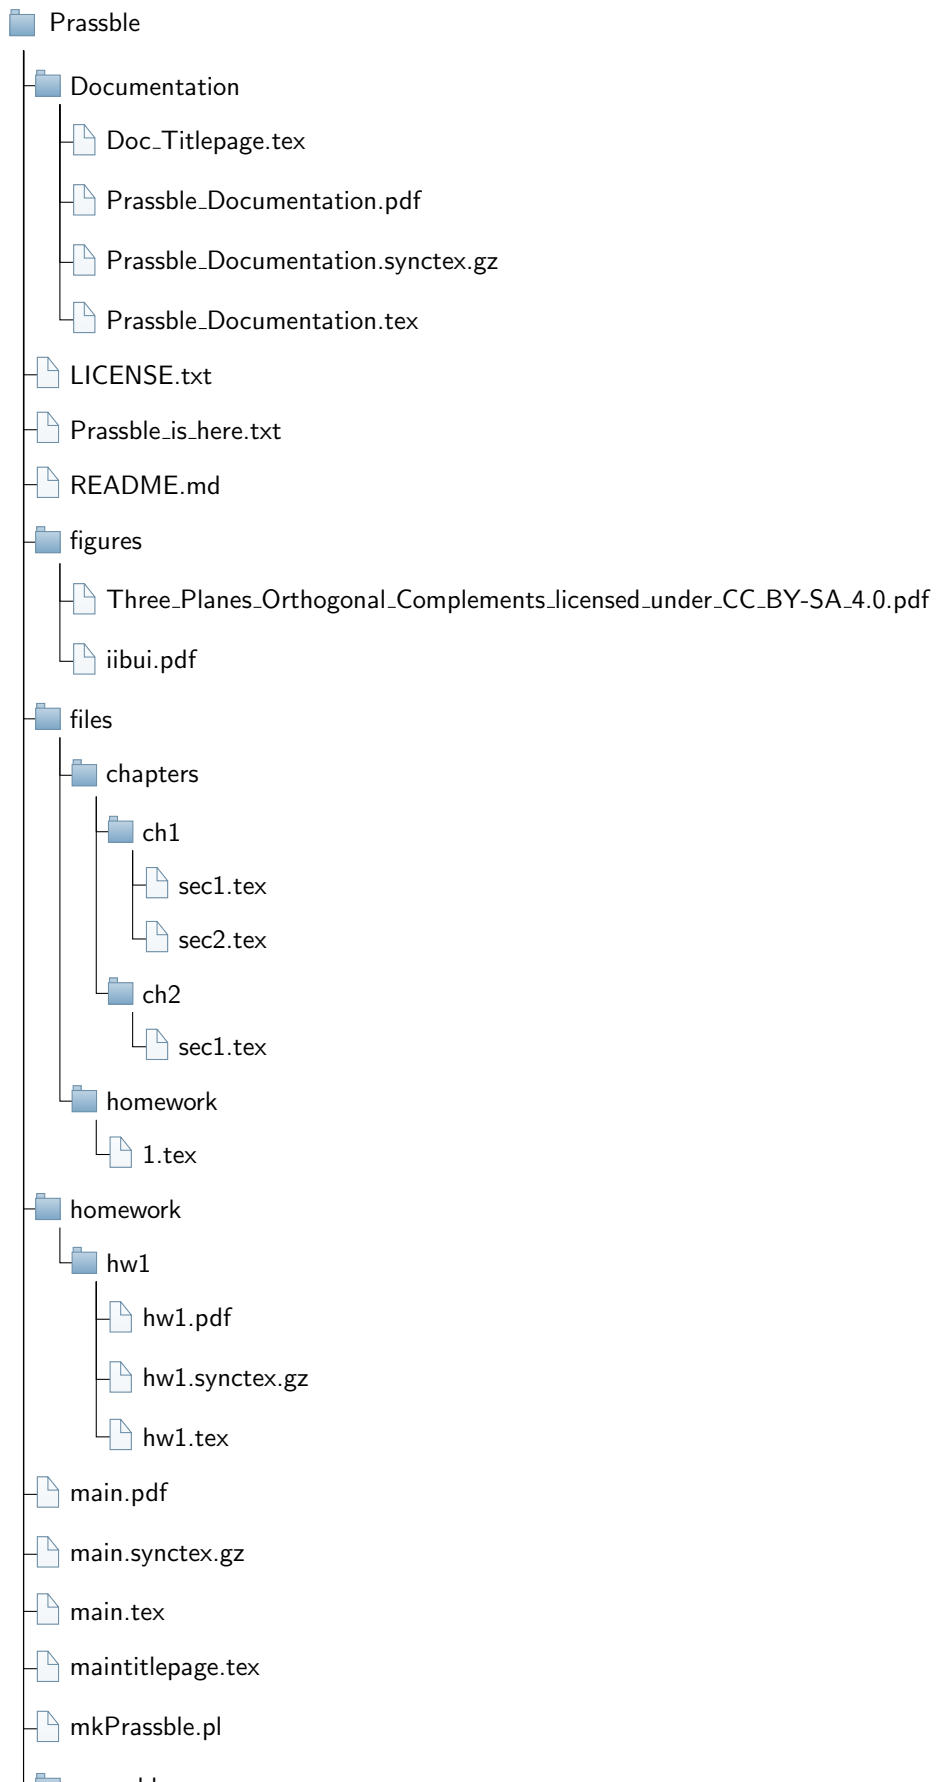 Prassble
Documentation
Doc_Titlepage.tex
Prassble_Documentation.pdf
Prassble_Documentation.synctex.gz
Prassble_Documentation.tex
LICENSE.txt
Prassble_is_here.txt
README.md
figures
Three_Planes_Orthogonal_Complements_licensed_under_CC_BY-SA_4.0.pdf
iibui.pdf
files
chapters
ch1
sec1.tex
sec2.tex
ch2
sec1.tex
homework
1.tex
homework
hw1
hw1.pdf
hw1.synctex.gz
hw1.tex
main.pdf
main.synctex.gz
main.tex
maintitlepage.tex
mkPrassble.pl